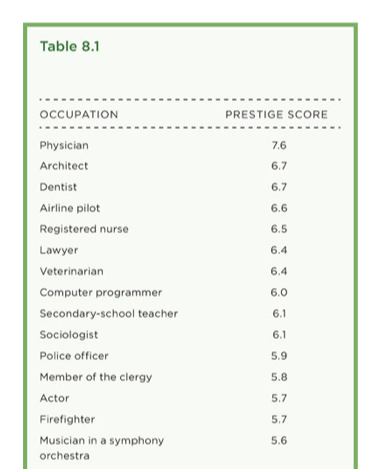 Table 8.1
OCCUPATION PRESTIGE SCORE
Physician 7.6
Architect 6.7
Dentist 6.7
Airline pilot 6.6
Registered nurse 6.5
Lawyer 6.4
Veterinarian 6.4
Computer programmer 6.0
Secondary-school teacher 6.1
Sociologist 6.1
Police officer 5.9
Member of the clergy 5.8
Actor 5.7
Firefighter 5.7
Musician in a symphony 5.6
orchestra